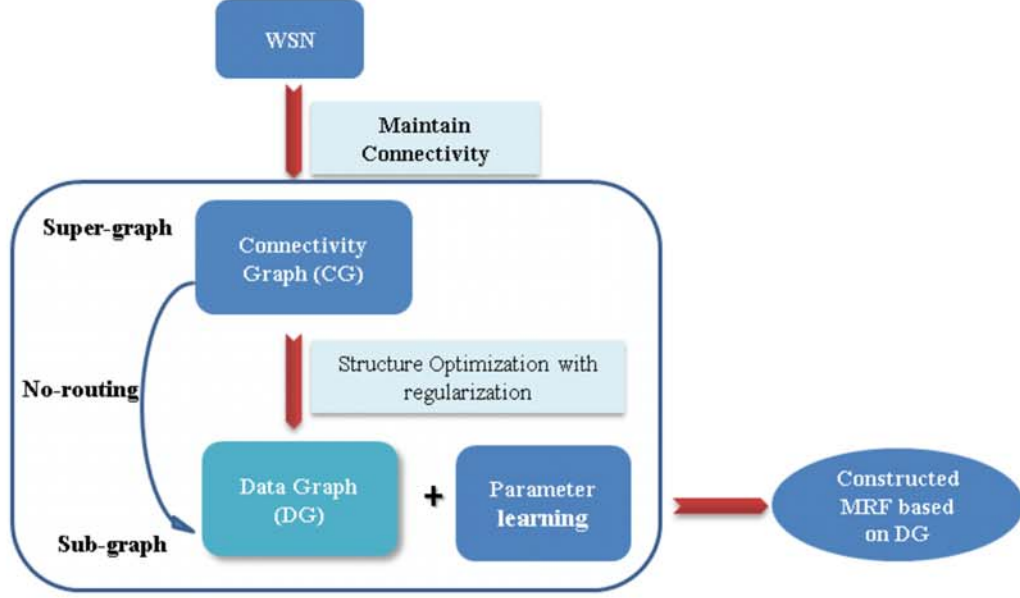 WSN
Maintain
Connectivity
Super-graph
Connectivity
Graph (CG)
Structure Optimization with
regularization
No-routing
Data Graph
(DG)
+
Parameter
learning
Constructed
MRF based
on DG
Sub-graph